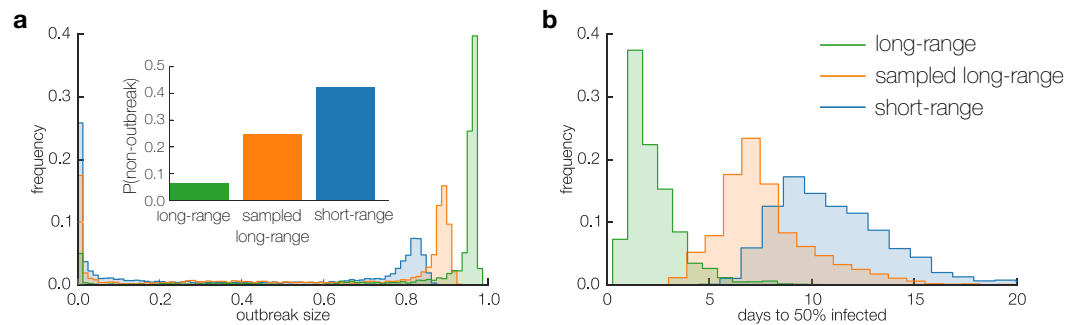 a
0.4
0.3
0.2
0.1
0.0
frequency
0.0
0.2
0.4
0.6
0.8
1.0
outbreak size
0.5
0.4
0.3
0.2
0.1
0.0
P(non-outbreak)
long-range
sampled
long-range
short-range
b
0.4
0.3
0.2
0.1
0.0
frequency
0
5
10
15
20
days to 50% infected
long-range
sampled long-range
short-range